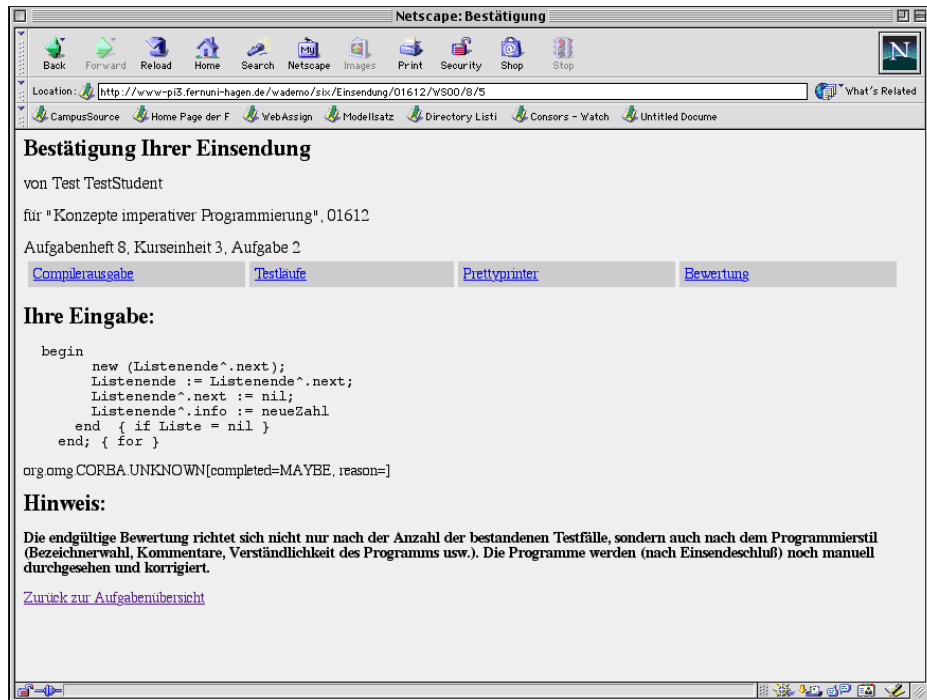 Netscape: Bestätigung
Back Forward Reload Home Search Netscape Images Print Security Shop Stop
My
N
Location: http://www-pi3.fernuni-hagen.de/wademo/six/Einsendung/01612/WS00/8/5 What's Related
CampusSource Home Page der F WebAssign Modellsatz Directory Listi Consors - Watch Untitled Docume
Bestätigung Ihrer Einsendung
von Test TestStudent
für "Konzepte imperativer Programmierung", 01612
Aufgabenheft 8, Kurseinheit 3, Aufgabe 2
Compilerausgabe Testläufe Prettyprinter Bewertung
Ihre Eingabe:
begin
new (Listenende^.next);
Listenende := Listenende^.next;
Listenende^.next := nil;
Listenende^.info := neueZahl
end { if Liste = nil }
end; { for }
org.omg.CORBA.UNKNOWN[completed=MAYBE, reason=]
Hinweis:
Die endgültige Bewertung richtet sich nicht nur nach der Anzahl der bestandenen Testfälle, sondern auch nach dem Programmierstil
(Bezeichnerwahl, Kommentare, Verständlichkeit des Programms usw.). Die Programme werden (nach Einsendeschluß) noch manuell
durchgesehen und korrigiert.
Zurück zur Aufgabenübersicht